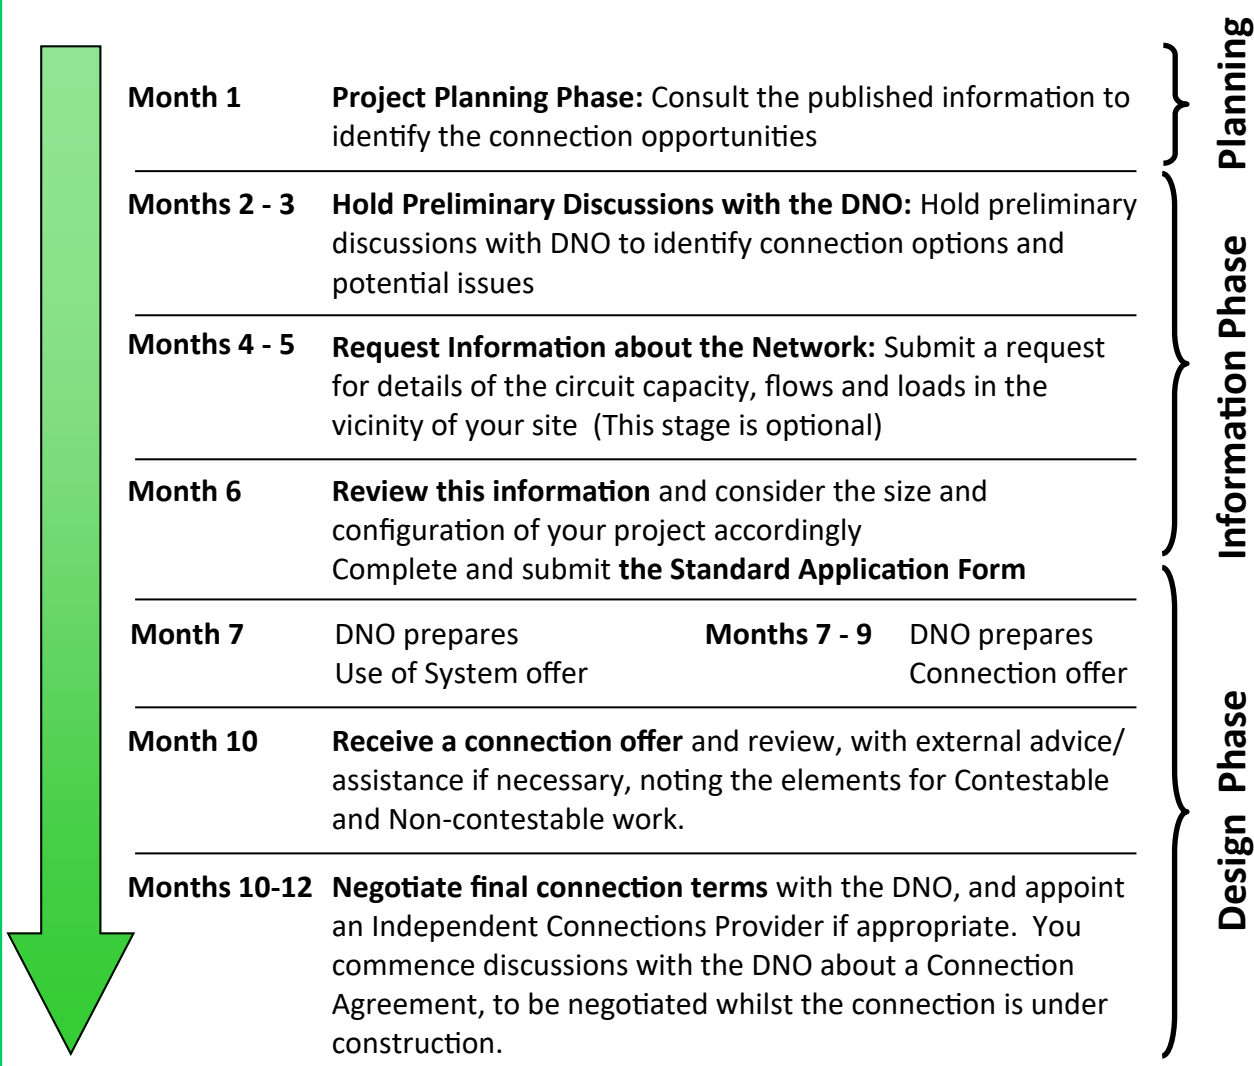 Month 1
Project Planning Phase: Consult the published information to
identify the connection opportunities
Planning
Months 2 - 3
Hold Preliminary Discussions with the DNO: Hold preliminary
discussions with DNO to identify connection options and
potential issues
Months 4 - 5
Request Information about the Network: Submit a request
for details of the circuit capacity, flows and loads in the
vicinity of your site  (This stage is optional)
Month 6
Review this information and consider the size and
configuration of your project accordingly
Complete and submit the Standard Application Form
Information Phase
Month 7
DNO prepares
Use of System offer
Months 7 - 9
DNO prepares
Connection offer
Month 10
Receive a connection offer and review, with external advice/
assistance if necessary, noting the elements for Contestable
and Non-contestable work.
Months 10-12
Negotiate final connection terms with the DNO, and appoint
an Independent Connections Provider if appropriate.  You
commence discussions with the DNO about a Connection
Agreement, to be negotiated whilst the connection is under
construction.
Design  Phase